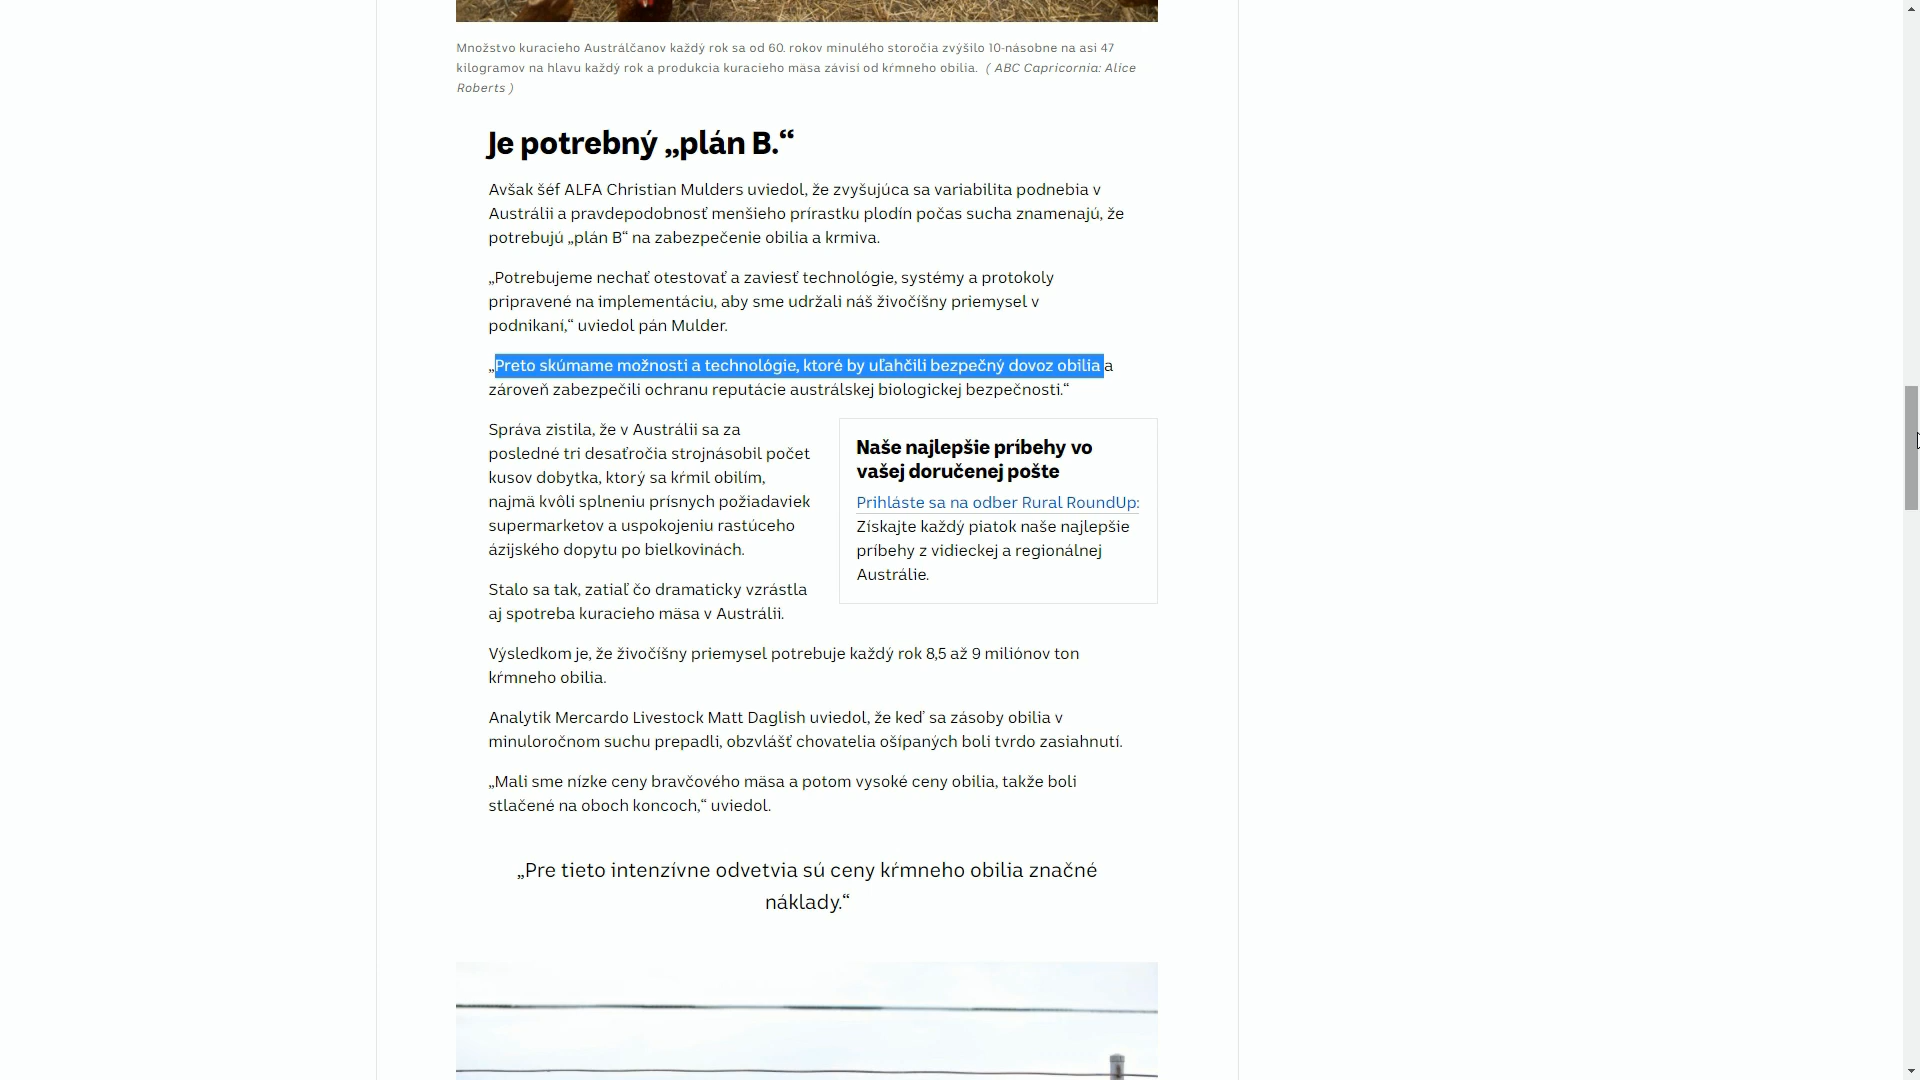 Množstvo kuracieho Austrálčanov každý rok sa od 60. rokov minulého storočia zvýšilo 10-násobne na asi 47
kilogramov na hlavu každý rok a produkcia kuracieho mäsa závisí od kŕmneho obilia. ( ABC Capricornia: Alice
Roberts )
Je potrebný „plán B.“
Avšak šéf ALFA Christian Mulders uviedol, že zvyšujúca sa variabilita podnebia v
Austrálii a pravdepodobnosť menšieho prírastku plodín počas sucha znamenajú, že
potrebujú „plán B“ na zabezpečenie obilia a krmiva.
„Potrebujeme nechať otestovať a zaviesť technológie, systémy a protokoly
pripravené na implementáciu, aby sme udržali náš živočíšny priemysel v
podnikaní,“ uviedol pán Mulder.
„Preto skúmame možnosti a technológie, ktoré by uľahčili bezpečný dovoz obilia a
zároveň zabezpečili ochranu reputácie austrálskej biologickej bezpečnosti.“
Správa zistila, že v Austrálii sa za
posledné tri desaťročia strojnásobil počet
kusov dobytka, ktorý sa kŕmil obilím,
najmä kvôli splneniu prísnych požiadaviek
supermarketov a uspokojeniu rastúceho
ázijského dopytu po bielkovinách.
Naše najlepšie príbehy vo
vašej doručenej pošte
Prihláste sa na odber Rural RoundUp:
Získajte každý piatok naše najlepšie
príbehy z vidieckej a regionálnej
Austrálie.
Stalo sa tak, zatiaľ čo dramaticky vzrástla
aj spotreba kuracieho mäsa v Austrálii.
Výsledkom je, že živočíšny priemysel potrebuje každý rok 8,5 až 9 miliónov ton
kŕmneho obilia.
Analytik Mercardo Livestock Matt Daglish uviedol, že keď sa zásoby obilia v
minuloročnom suchu prepadli, obzvlášť chovatelia ošípaných boli tvrdo zasiahnutí.
„Mali sme nízke ceny bravčového mäsa a potom vysoké ceny obilia, takže boli
stlačené na oboch koncoch,“ uviedol.
„Pre tieto intenzívne odvetvia sú ceny kŕmneho obilia značné
náklady.“